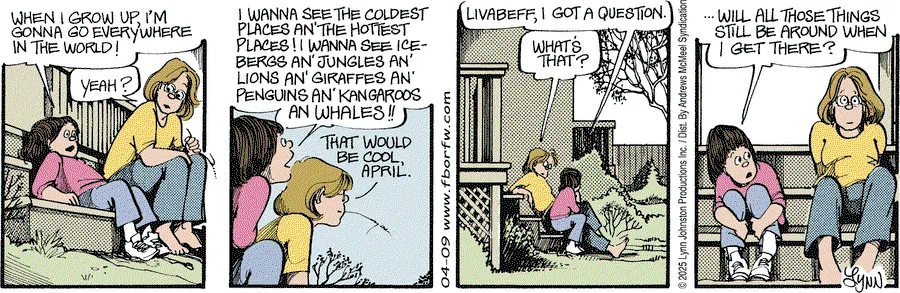 WHEN I GROW UP, I'M
GONNA GO EVERYWHERE
IN THE WORLD!
YEAH?
I WANNA SEE THE COLDEST
PLACES AN' THE HOTTEST
PLACES! I WANNA SEE ICE-
BERGS AN' JUNGLES AN'
LIONS AN' GIRAFFES AN'
PENGUINS AN' KANGAROOS
AN WHALES!!
THAT WOULD
BE COOL,
APRIL.
04-09 www.fborfw.com
LIVABEFF, I GOT A QUESTION.
WHAT'S
THAT?
© 2025 Lynn Johnston Productions Inc. / Dist. By Andrews McMeel Syndication
...WILL ALL THOSE THINGS
STILL BE AROUND WHEN
I GET THERE?
LYNN